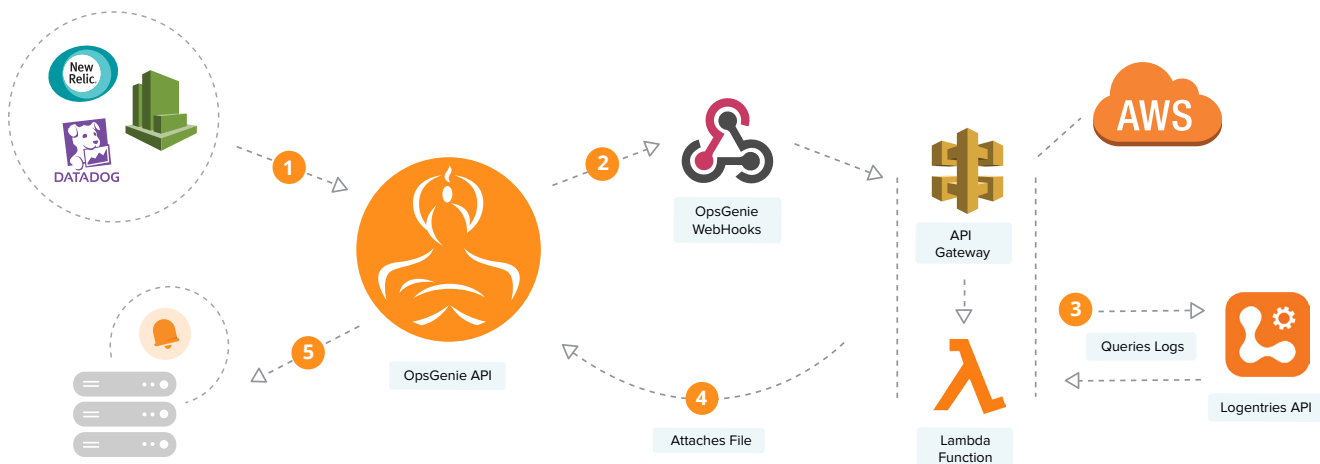 New
Relic.
DATADOG
1
2
OpsGenie
WebHooks
API
Gateway
AWS
3
Queries Logs
Logentries API
OpsGenie API
4
Attaches File
5
Lambda
Function